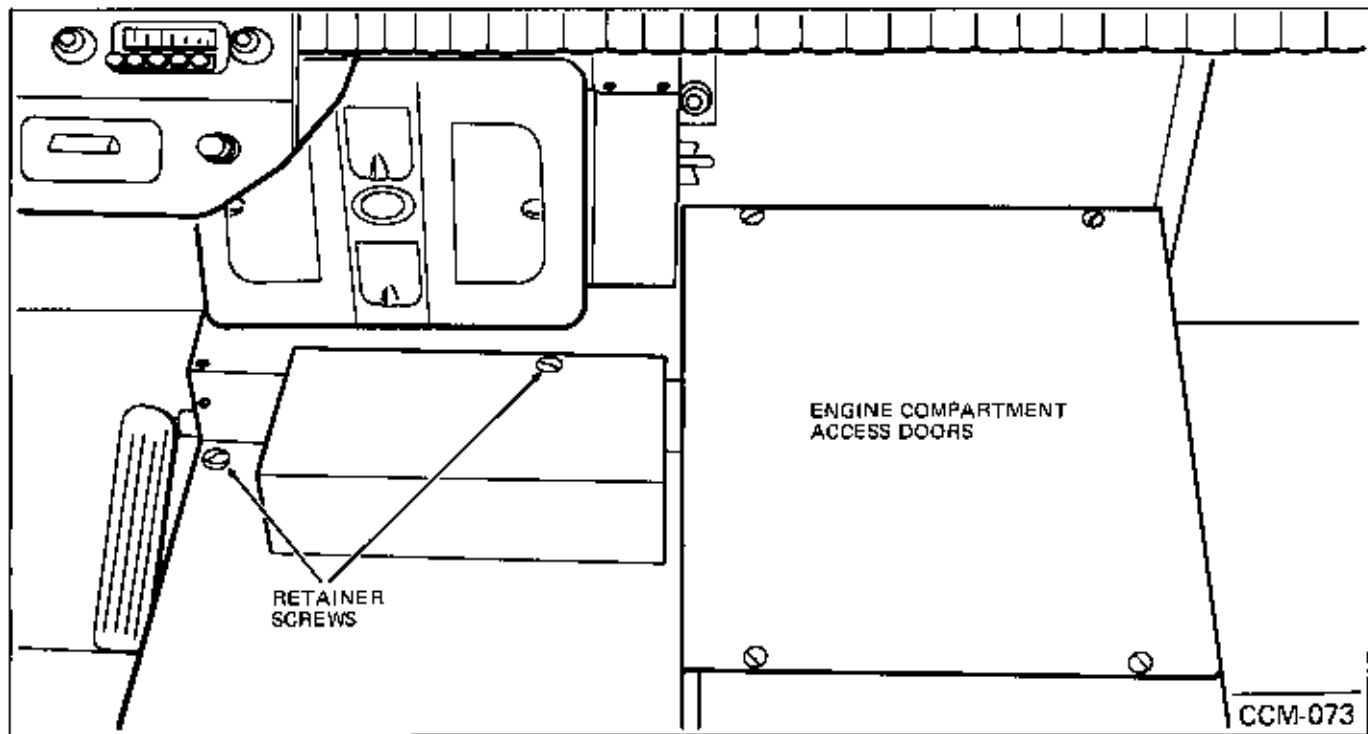 ENGINE COMPARTMENT
ACCESS DOORS
RETAINER
SCREWS
CCM-073